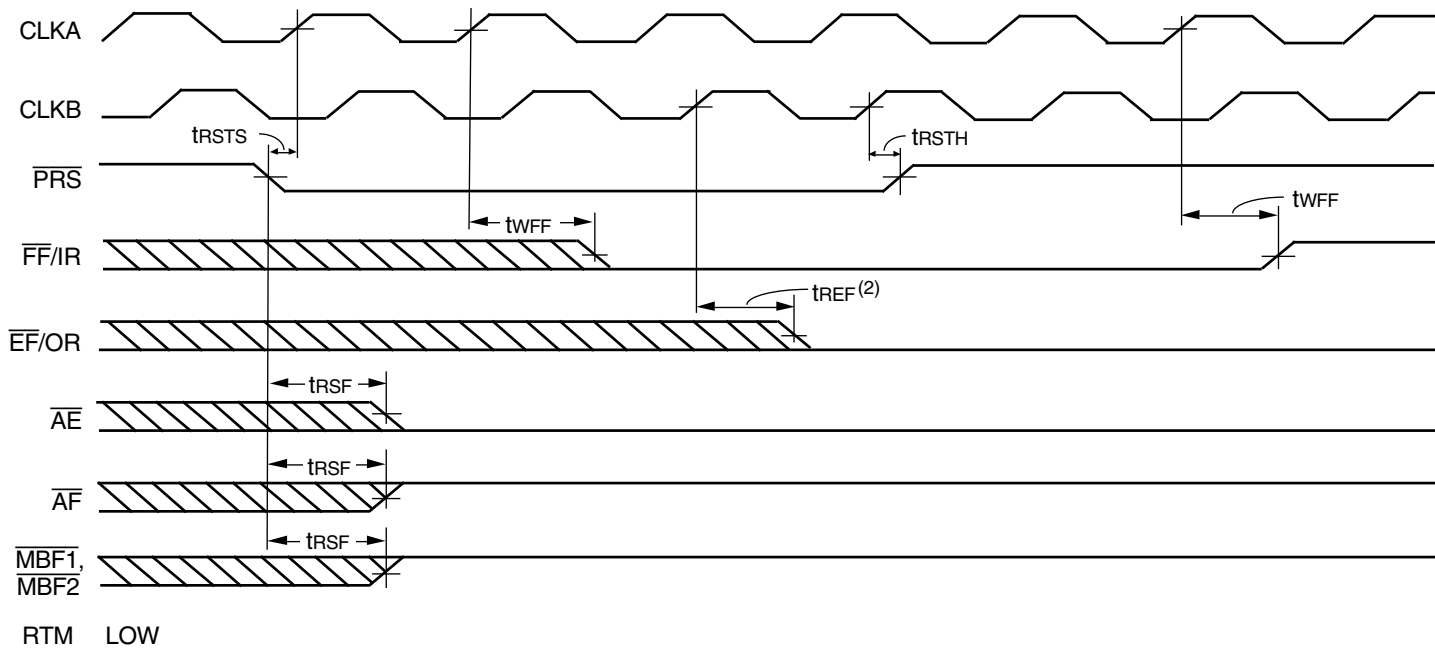 CLKA
CLKB
tRSTS
tRSTH
PRS
tWFF
tWFF
FF/IR
tREF(2)
EF/OR
tRSF
AE
tRSF
AF
tRSF
MBF1,
MBF2
RTM LOW